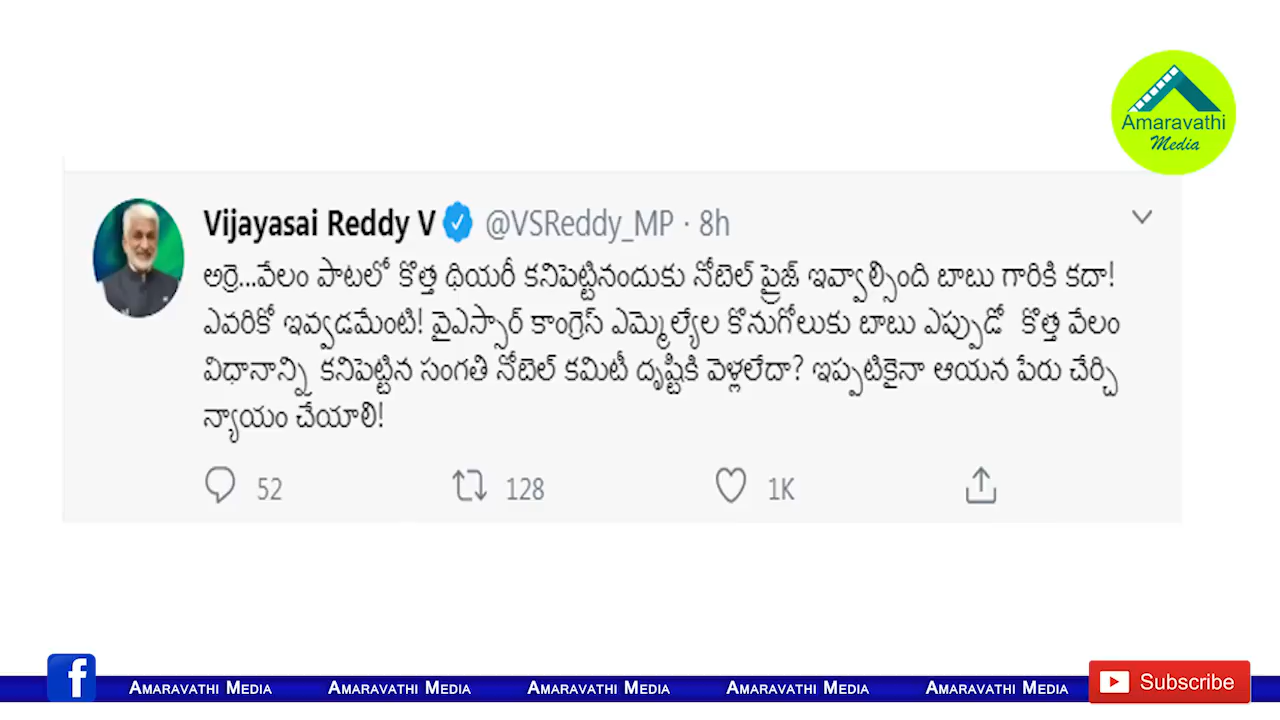 Amaravathi
Media
Vijayasai Reddy V @VSReddy_MP · 8h
అర్రె...వేలం పాటలో కొత్త థియరీ కనిపెట్టినందుకు నోబెల్ ప్రైజ్ ఇవ్వాల్సింది బాబు గారికి కదా!
ఎవరికో ఇవ్వడమేంటి! వైఎస్సార్ కాంగ్రెస్ ఎమ్మెల్యేల కొనుగోలుకు బాబు ఎప్పుడో కొత్త వేలం
విధానాన్ని కనిపెట్టిన సంగతి నోబెల్ కమిటీ దృష్టికి వెళ్లలేదా? ఇప్పటికైనా ఆయన పేరు చేర్చి
న్యాయం చేయాలి!
52 128 1K
f Amaravathi Media Amaravathi Media Amaravathi Media Amaravathi Media Amaravathi Media Subscribe